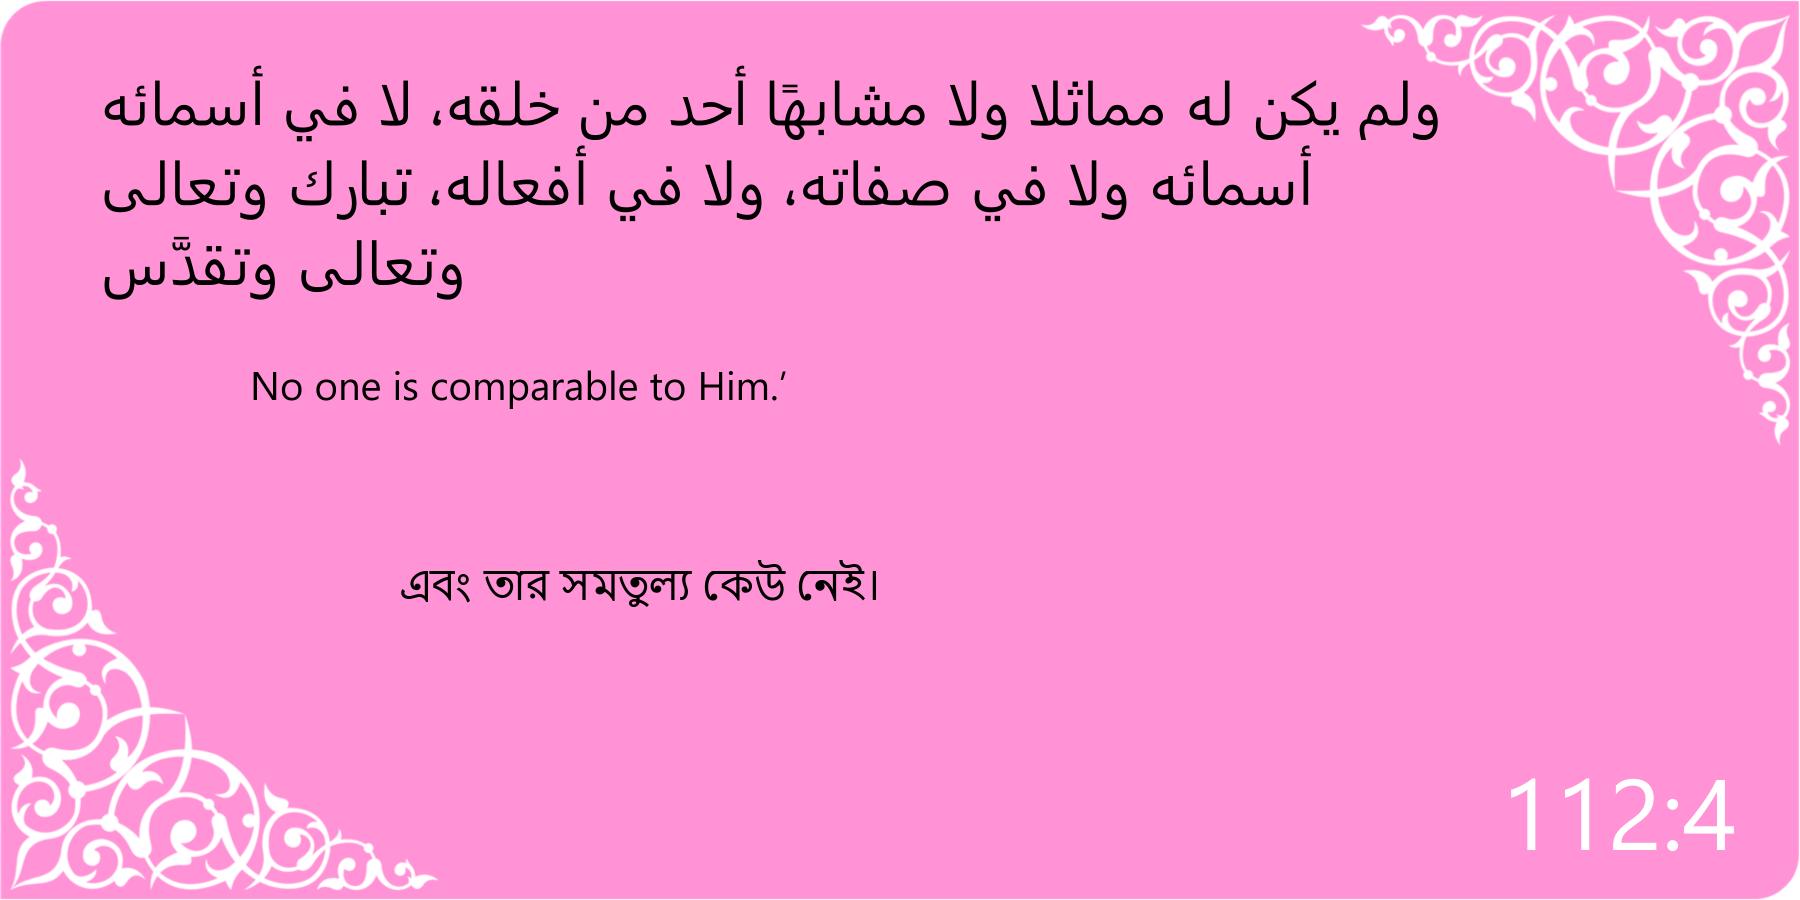 ولم يكن له مماثلا ولا مشابهًا أحد من خلقه، لا في أسمائه
أسمائه ولا في صفاته، ولا في أفعاله، تبارك وتعالى
وتعالى وتقدَّس
No one is comparable to Him.’
এবং তার সমতুল্য কেউ নেই।
112:4